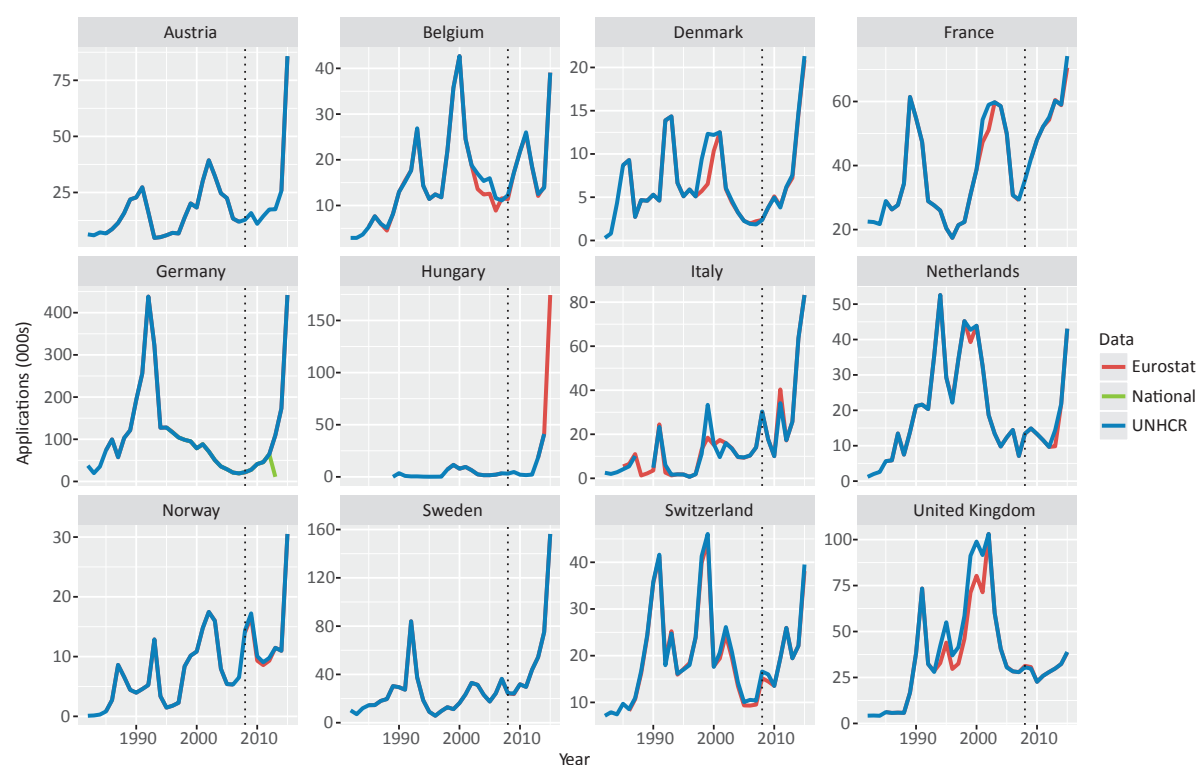 Austria Belgium Denmark France
75 50 25
40 30 20 10
20 15 10 5 0
60 40 20
Germany Hungary Italy Netherlands
400 300 200 100 0
150 100 50 0
80 60 40 20 0
50 40 30 20 10 0
Norway Sweden Switzerland United Kingdom
30 20 10 0
160 120 80 40 0
40 30 20 10
100 75 50 25 0
1990 2000 2010 1990 2000 2010 1990 2000 2010 1990 2000 2010
Applications (000s)
Year
Data
Eurostat
National
UNHCR